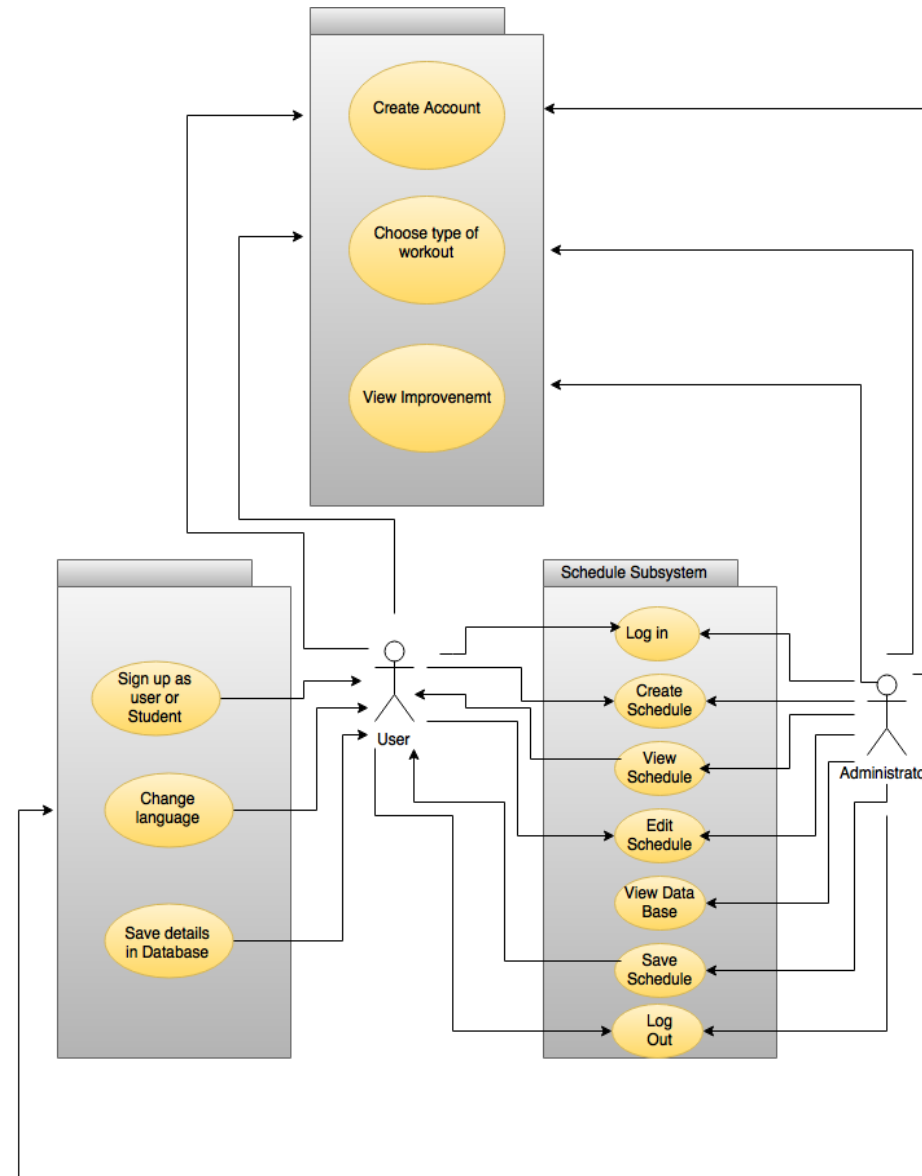 Create Account
Choose type of
workout
View Improvenemt
Schedule Subsystem
Log in
Sign up as
user or
Student
Create
Schedule
User
View
Schedule
Administrato
Change
language
Edit
Schedule
View Data
Base
Save details
in Database
Save
Schedule
Log
Out